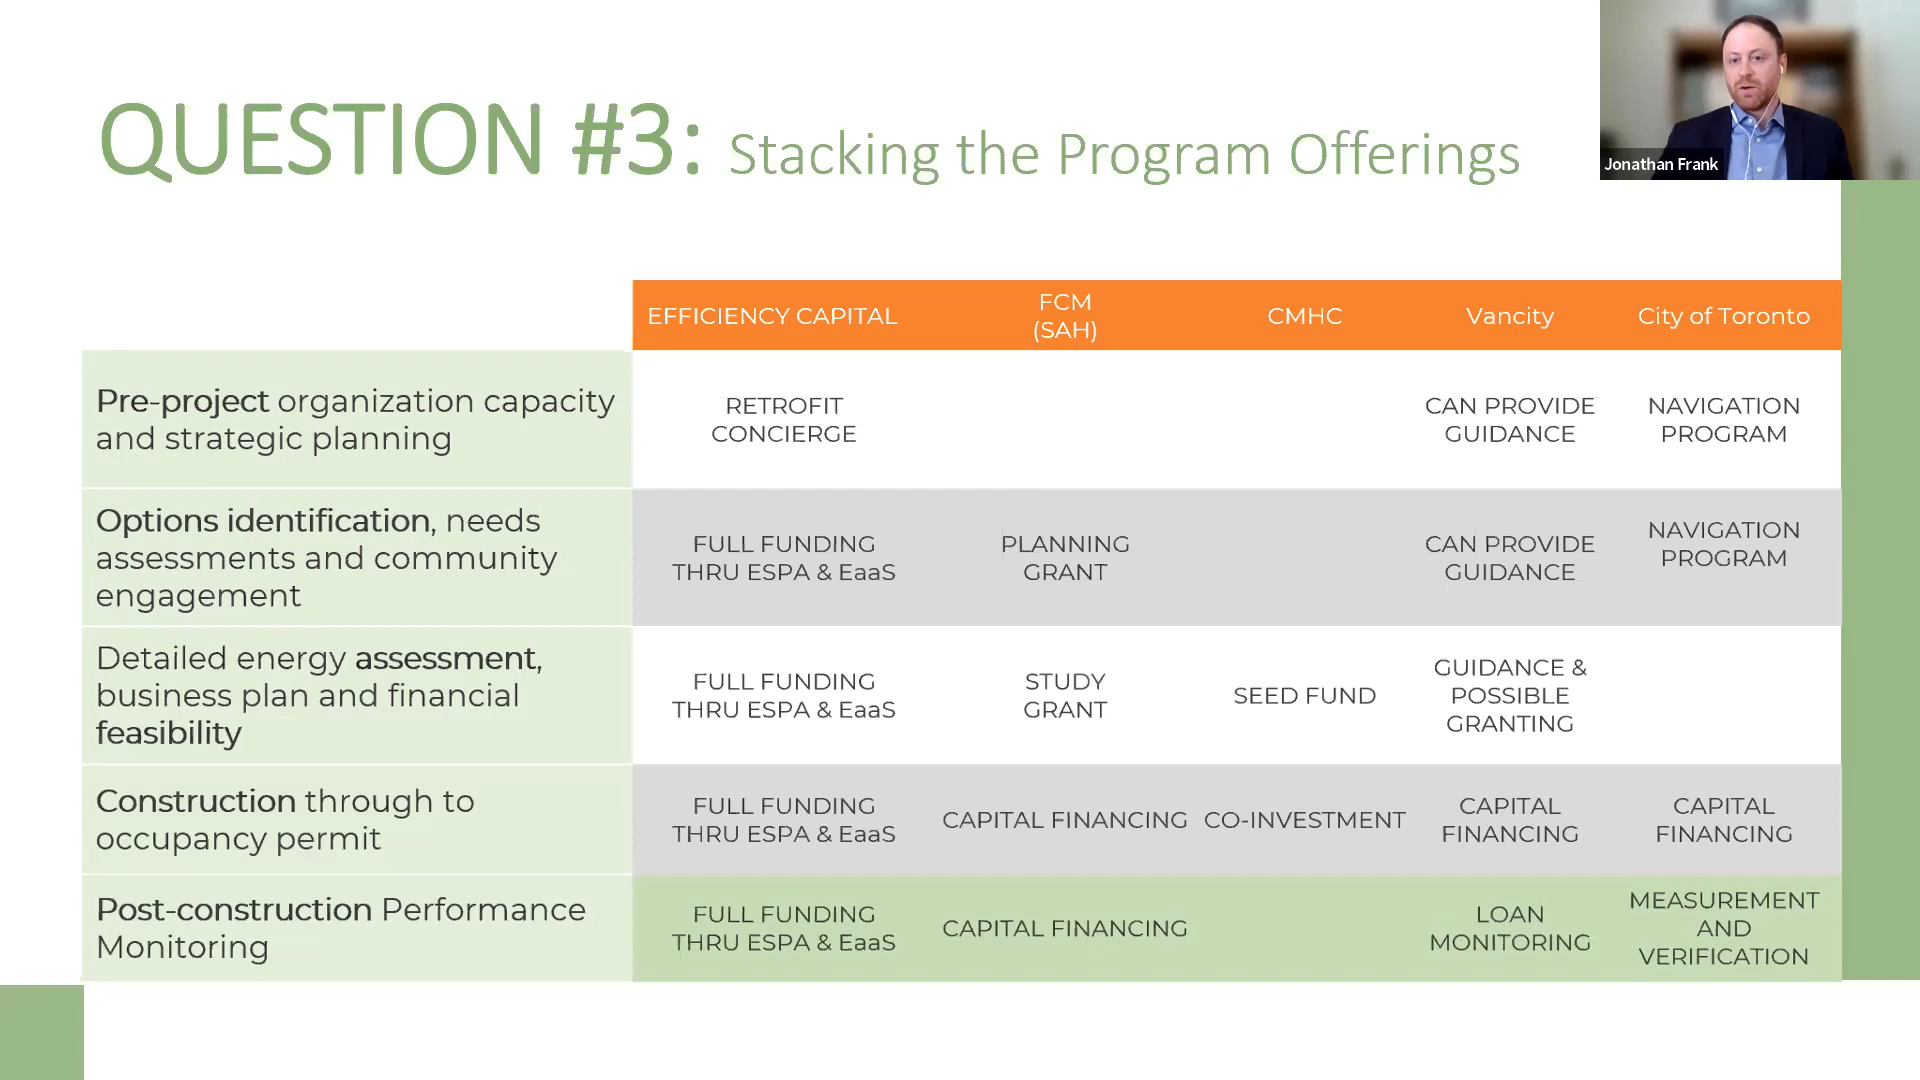 QUESTION #3: Stacking the Program Offerings
Jonathan Frank
EFFICIENCY CAPITAL
FCM
(SAH)
CMHC
Vancity
City of Toronto
Pre-project organization capacity
and strategic planning
RETROFIT
CONCIERGE
CAN PROVIDE
GUIDANCE
NAVIGATION
PROGRAM
Options identification, needs
assessments and community
engagement
FULL FUNDING
THRU ESPA & EaaS
PLANNING
GRANT
CAN PROVIDE
GUIDANCE
NAVIGATION
PROGRAM
Detailed energy assessment,
business plan and financial
feasibility
FULL FUNDING
THRU ESPA & EaaS
STUDY
GRANT
SEED FUND
GUIDANCE &
POSSIBLE
GRANTING
Construction through to
occupancy permit
FULL FUNDING
THRU ESPA & EaaS
CAPITAL FINANCING
CO-INVESTMENT
CAPITAL
FINANCING
CAPITAL
FINANCING
Post-construction Performance
Monitoring
FULL FUNDING
THRU ESPA & EaaS
CAPITAL FINANCING
LOAN
MONITORING
MEASUREMENT
AND
VERIFICATION